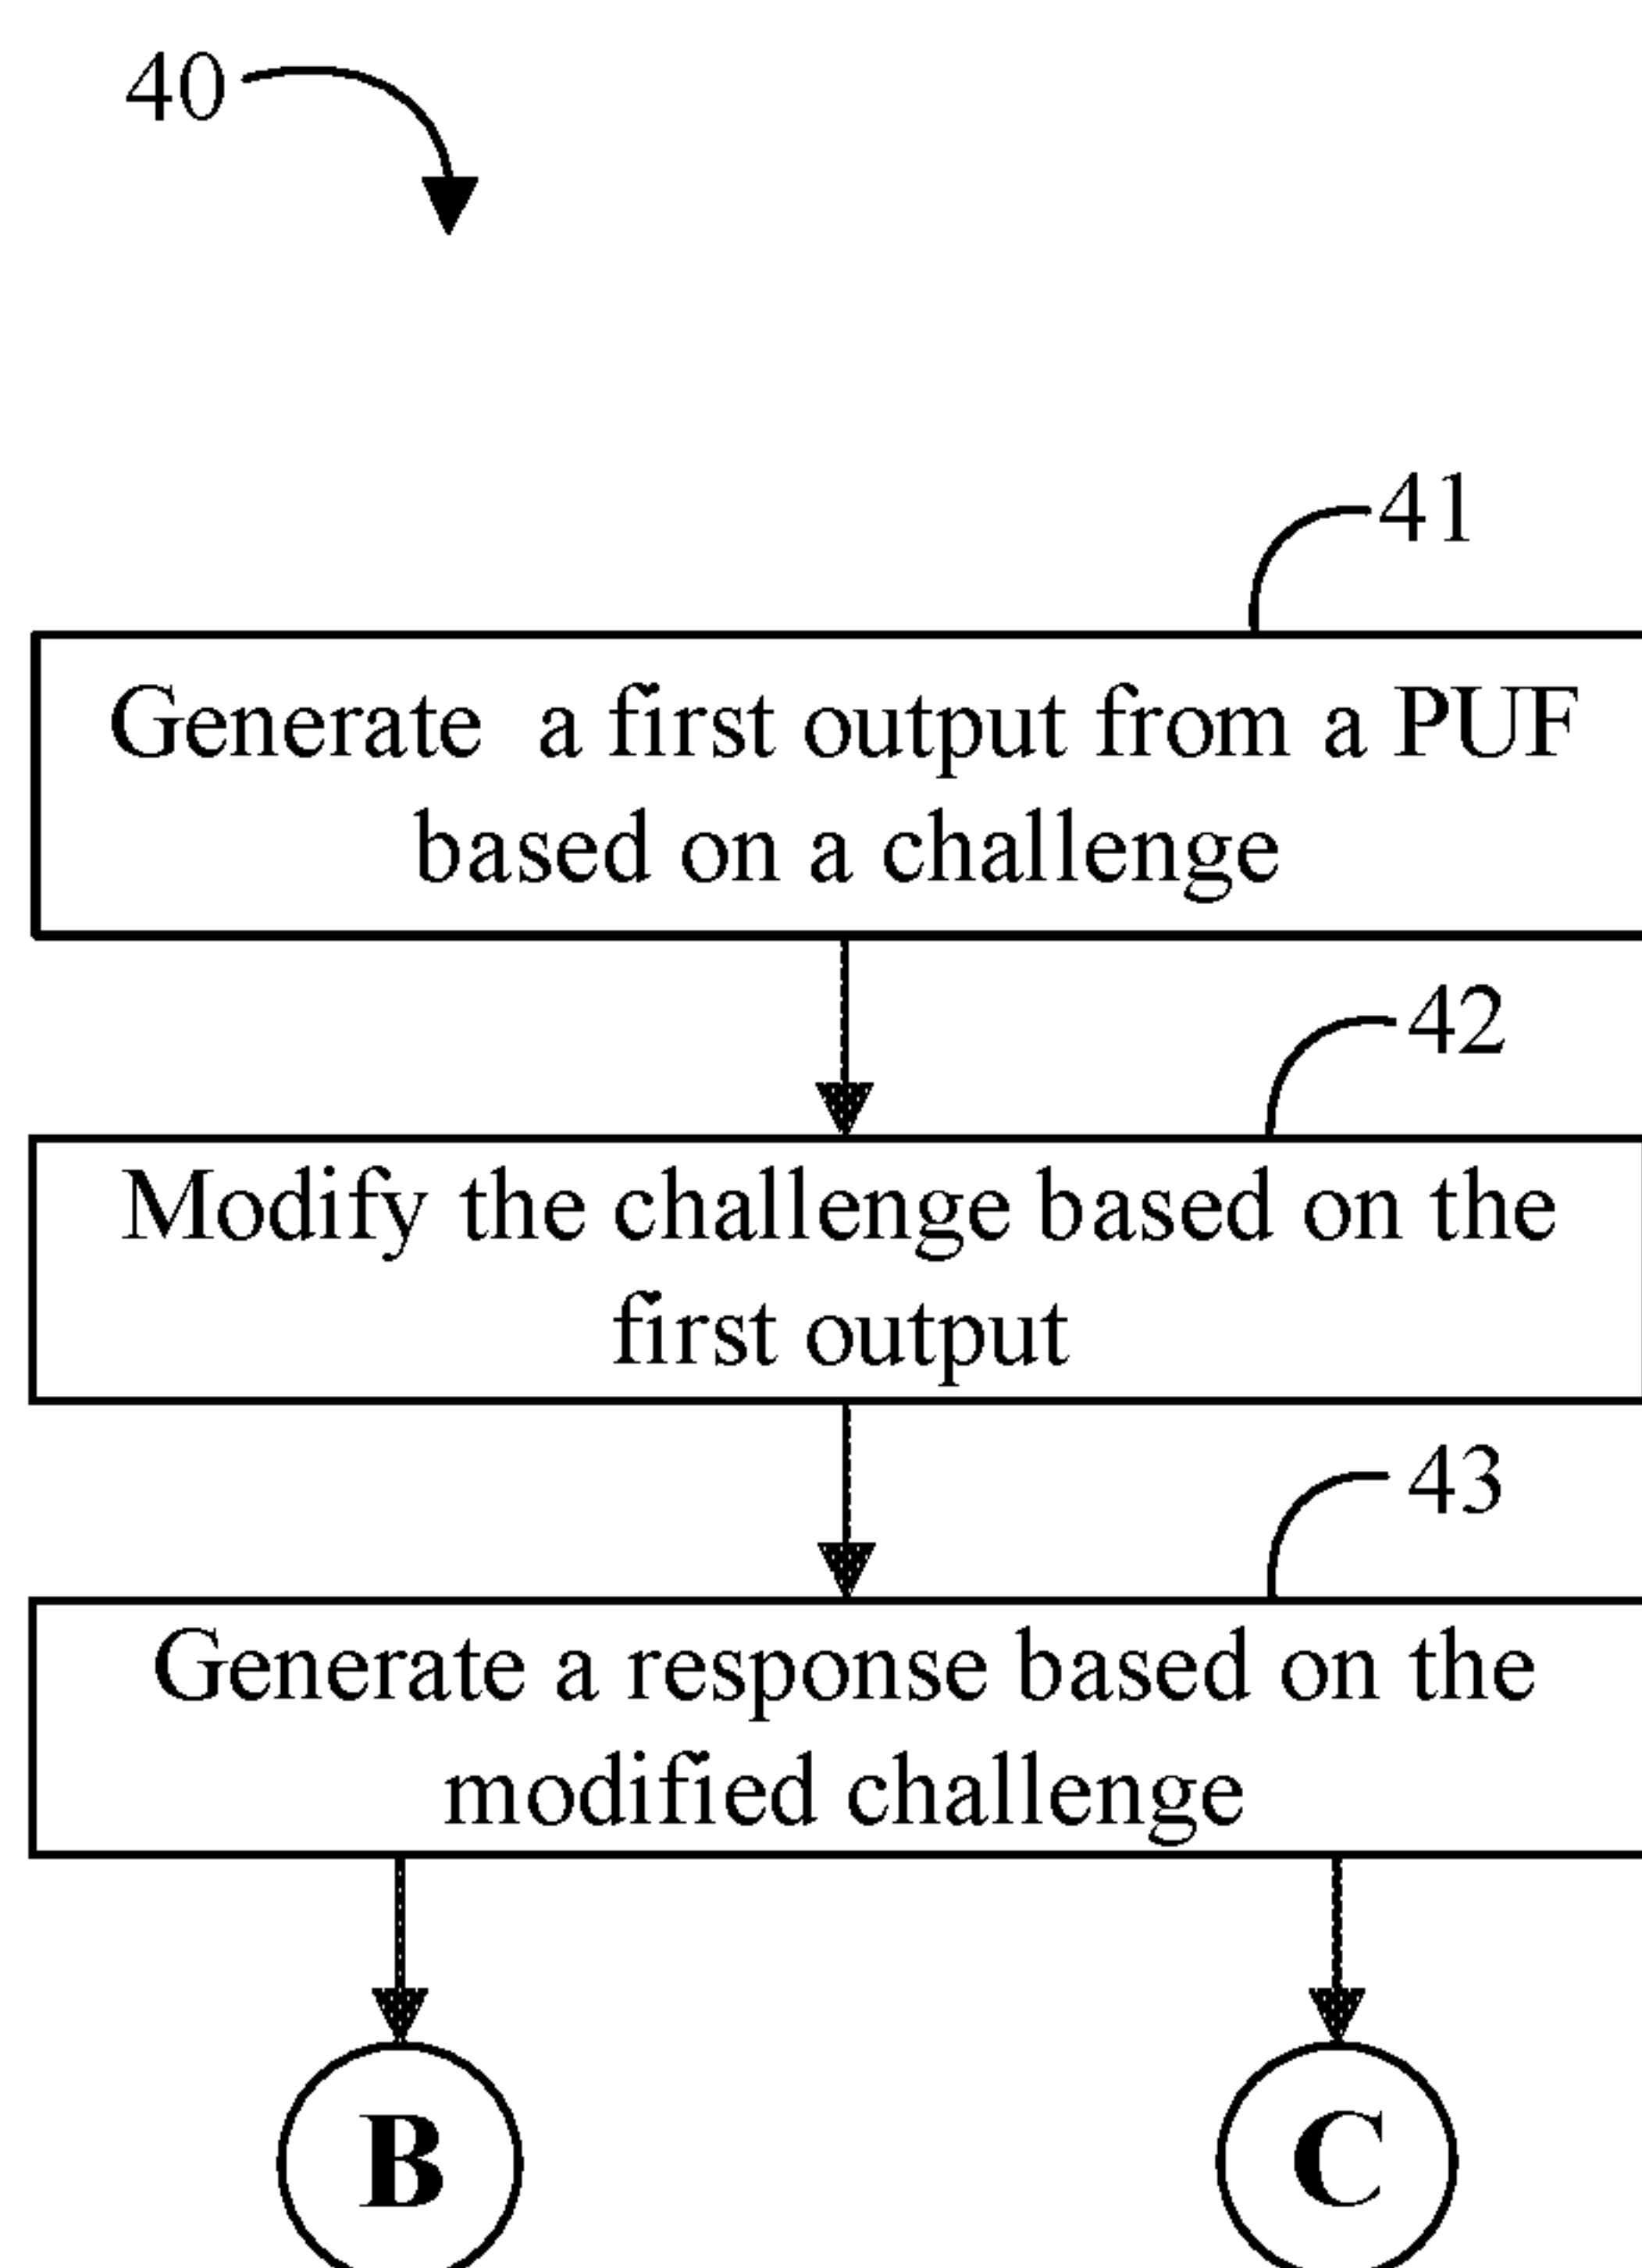 40
41
Generate a first output from a PUF
based on a challenge
42
Modify the challenge based on the
first output
43
Generate a response based on the
modified challenge
B
C